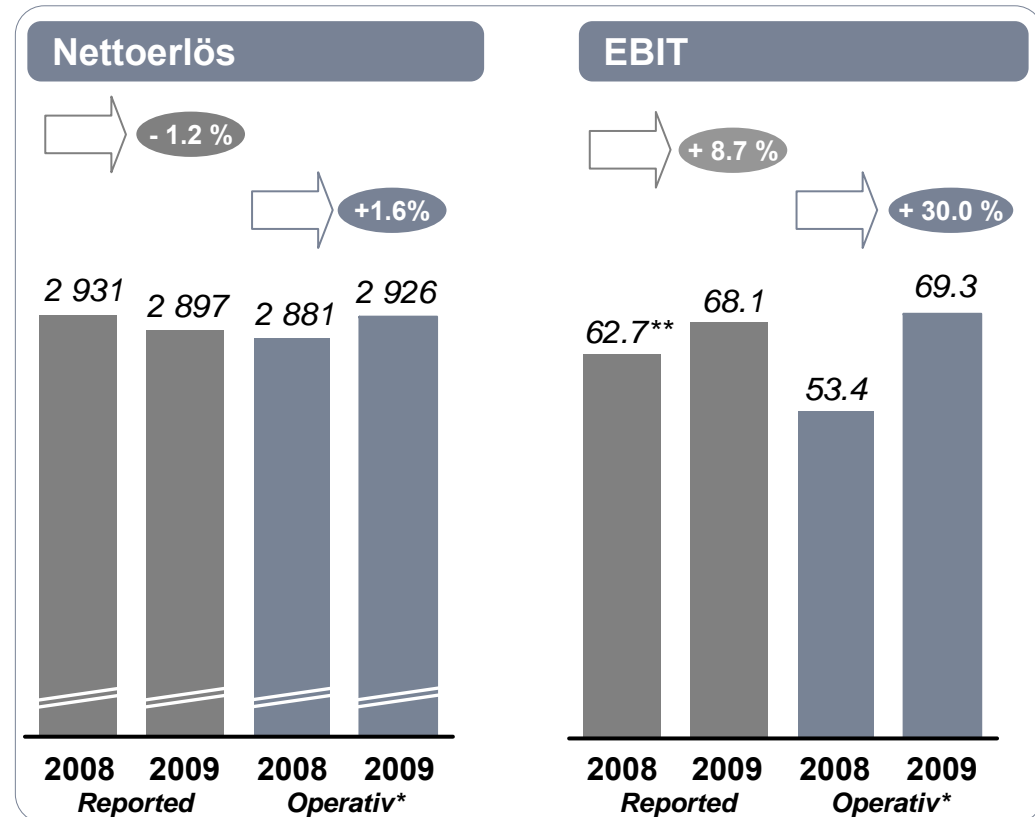 Nettoerlös
- 1.2 %
+1.6%
2 931
2 897
2 881
2 926
2008 2009 2008 2009
Reported Operativ*
EBIT
+ 8.7 %
+ 30.0 %
62.7**
68.1
53.4
69.3
2008 2009 2008 2009
Reported Operativ*